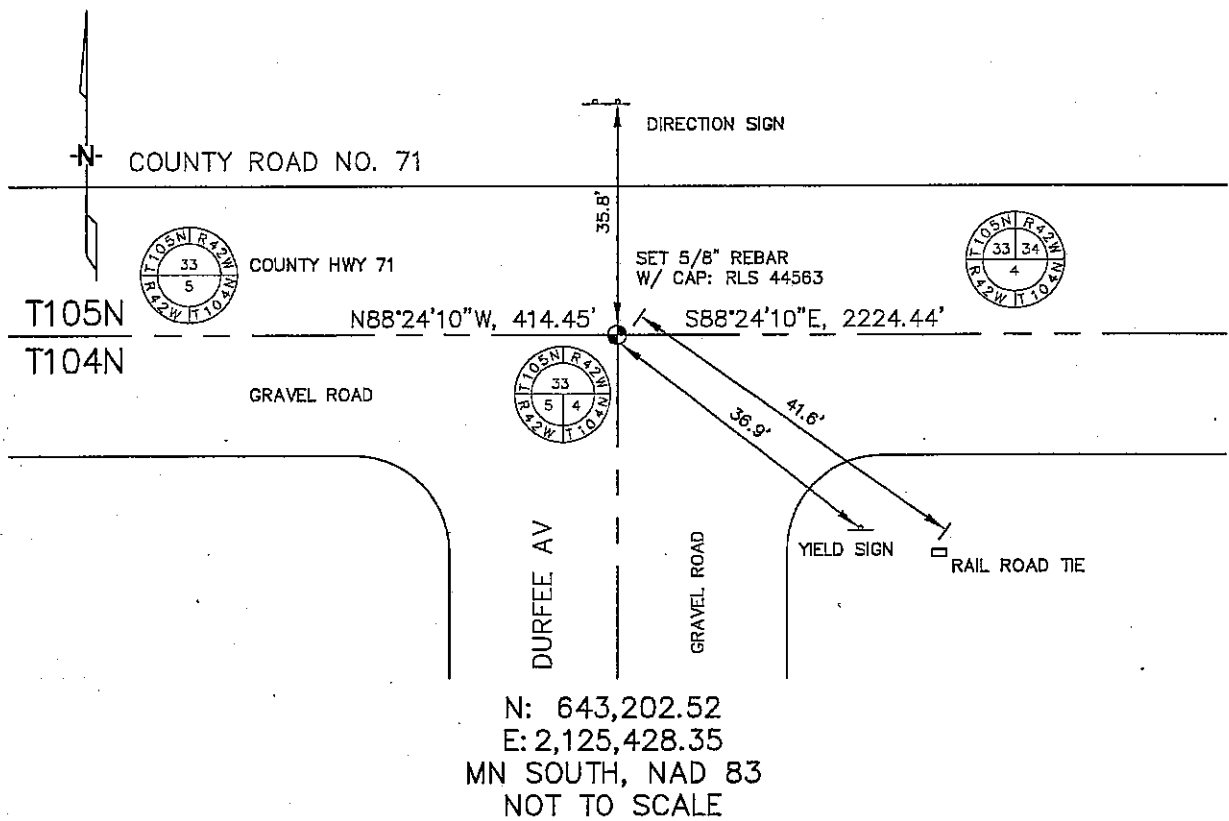 DIRECTION SIGN
-N-
COUNTY ROAD NO. 71
35.8'
T105N R42W
33
5
R42W T104N
COUNTY HWY 71
SET 5/8" REBAR
W/ CAP: RLS 44563
T105N R42W
33 34
4
R42W T104N
T105N
N88°24'10"W, 414.45'
S88°24'10"E, 2224.44'
T104N
T105N R42W
33
5 4
R42W T104N
GRAVEL ROAD
41.6'
36.9'
DURFEE AV
GRAVEL ROAD
YIELD SIGN
RAIL ROAD TIE
N: 643,202.52
E: 2,125,428.35
MN SOUTH, NAD 83
NOT TO SCALE